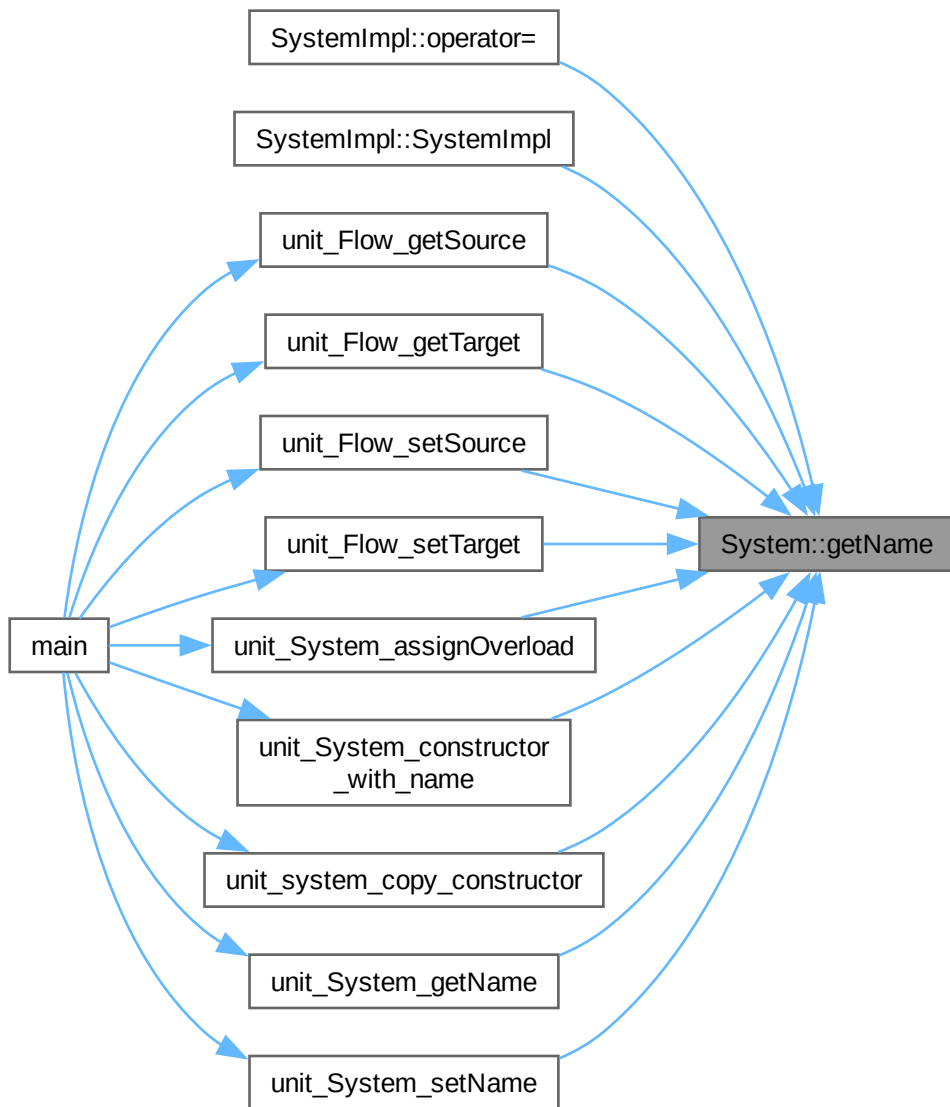 SystemImpl::operator=
SystemImpl::SystemImpl
unit_Flow_getSource
unit_Flow_getTarget
unit_Flow_setSource
System::getName
unit_Flow_setTarget
main
unit_System_assignOverload
unit_System_constructor
_with_name
unit_system_copy_constructor
unit_System_getName
unit_System_setName